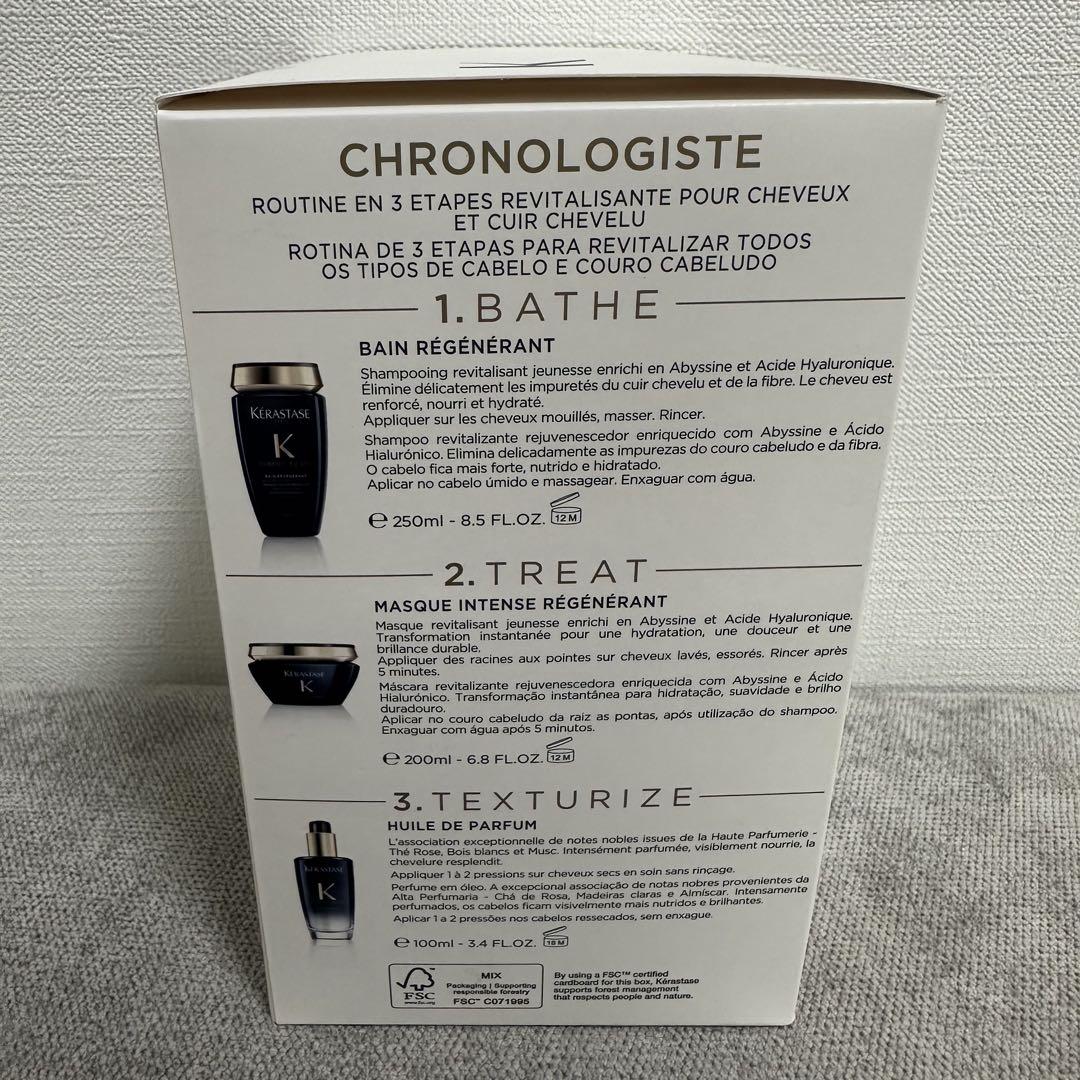 CHRONOLOGISTE
ROUTINE EN 3 ETAPES REVITALISANTE POUR CHEVEUX
ET CUIR CHEVELU
ROTINA DE 3 ETAPAS PARA REVITALIZAR TODOS
OS TIPOS DE CABELO E COURO CABELUDO
1. BATHE
BAIN RÉGÉNÉRANT
Shampooing revitalisant jeunesse enrichi en Abyssine et Acide Hyaluronique.
Élimine délicatement les impuretés du cuir chevelu et de la fibre. Le cheveu est
renforcé, nourri et hydraté.
Appliquer sur les cheveux mouillés, masser. Rincer.
Shampoo revitalizante rejuvenescedor enriquecido com Abyssine e Ácido
Hialurónico. Elimina delicadamente as impurezas do couro cabeludo e da fibra.
O cabelo fica mais forte, nutrido e hidratado.
Aplicar no cabelo úmido e massagear. Enxaguar com água.
KÉRASTASE
K
℮ 250ml - 8.5 FL.OZ. 12 M
2. TREAT
MASQUE INTENSE RÉGÉNÉRANT
Masque revitalisant jeunesse enrichi en Abyssine et Acide Hyaluronique.
Transformation instantanée pour une hydratation, une douceur et une
brillance durable.
Appliquer des racines aux pointes sur cheveux lavés, essorés. Rincer après
5 minutes.
Máscara revitalizante rejuvenescedora enriquecida com Abyssine e Ácido
Hialurónico. Transformação instantânea para hidratação, suavidade e brilho
duradouro.
Aplicar no couro cabeludo da raiz as pontas, após utilização do shampoo.
Enxaguar com água após 5 minutos.
KÉRASTASE
K
℮ 200ml - 6.8 FL.OZ. 12 M
3. TEXTURIZE
HUILE DE PARFUM
L'association exceptionnelle de notes nobles issues de la Haute Parfumerie -
Thé Rose, Bois blancs et Musc. Intensément parfumée, visiblement nourrie, la
chevelure resplendit.
Appliquer 1 à 2 pressions sur cheveux secs en soin sans rinçage.
Perfume em óleo. A excepcional associação de notas nobres provenientes da
Alta Perfumaria - Chá de Rosa, Madeiras claras e Almíscar. Intensamente
perfumados, os cabelos ficam visivelmente mais nutridos e brilhantes.
Aplicar 1 a 2 pressões nos cabelos ressecados, sem enxague.
KÉRASTASE
K
℮ 100ml - 3.4 FL.OZ. 18 M
FSC
www.fsc.org
MIX
Packaging | Supporting
responsible forestry
FSC™ C071995
By using a FSC™ certified
cardboard for this box, Kérastase
supports forest management
that respects people and nature.